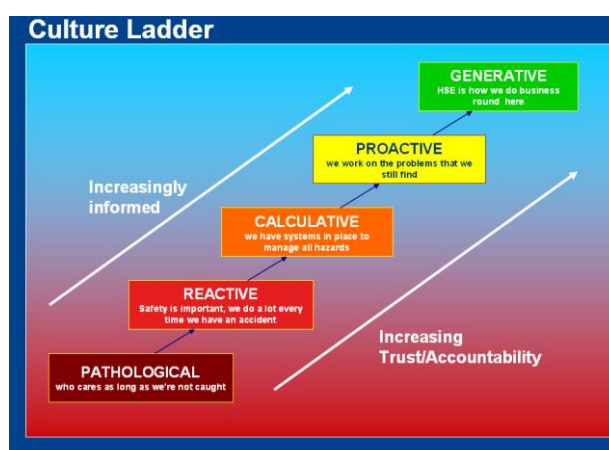 Culture Ladder
GENERATIVE
HSE is how we do business
round here
PROACTIVE
we work on the problems that we
still find
Increasingly
informed
CALCULATIVE
we have systems in place to
manage all hazards
REACTIVE
Safety is important, we do a lot every
time we have an accident
Increasing
Trust/Accountability
PATHOLOGICAL
who cares as long as we're not caught